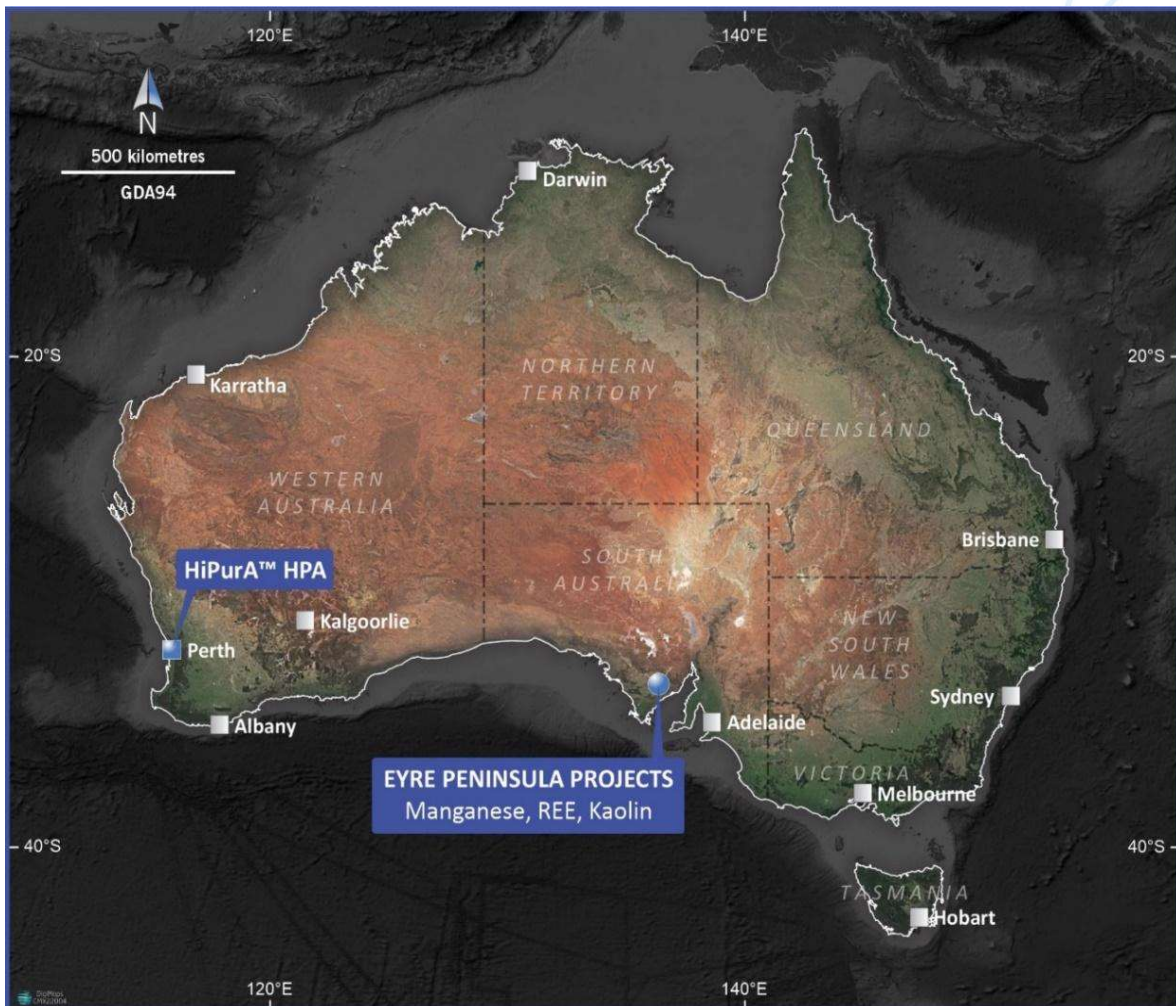 120°E
140°E
N
500 kilometres
GDA94
Darwin
20°S
20°S
Karratha
NORTHERN
TERRITORY
QUEENSLAND
WESTERN
AUSTRALIA
Brisbane
SOUTH
AUSTRALIA
HiPurA™ HPA
Kalgoorlie
NEW
SOUTH
WALES
Perth
Sydney
Albany
Adelaide
EYRE PENINSULA PROJECTS
Manganese, REE, Kaolin
VICTORIA
Melbourne
40°S
40°S
TASMANIA
Hobart
120°E
140°E